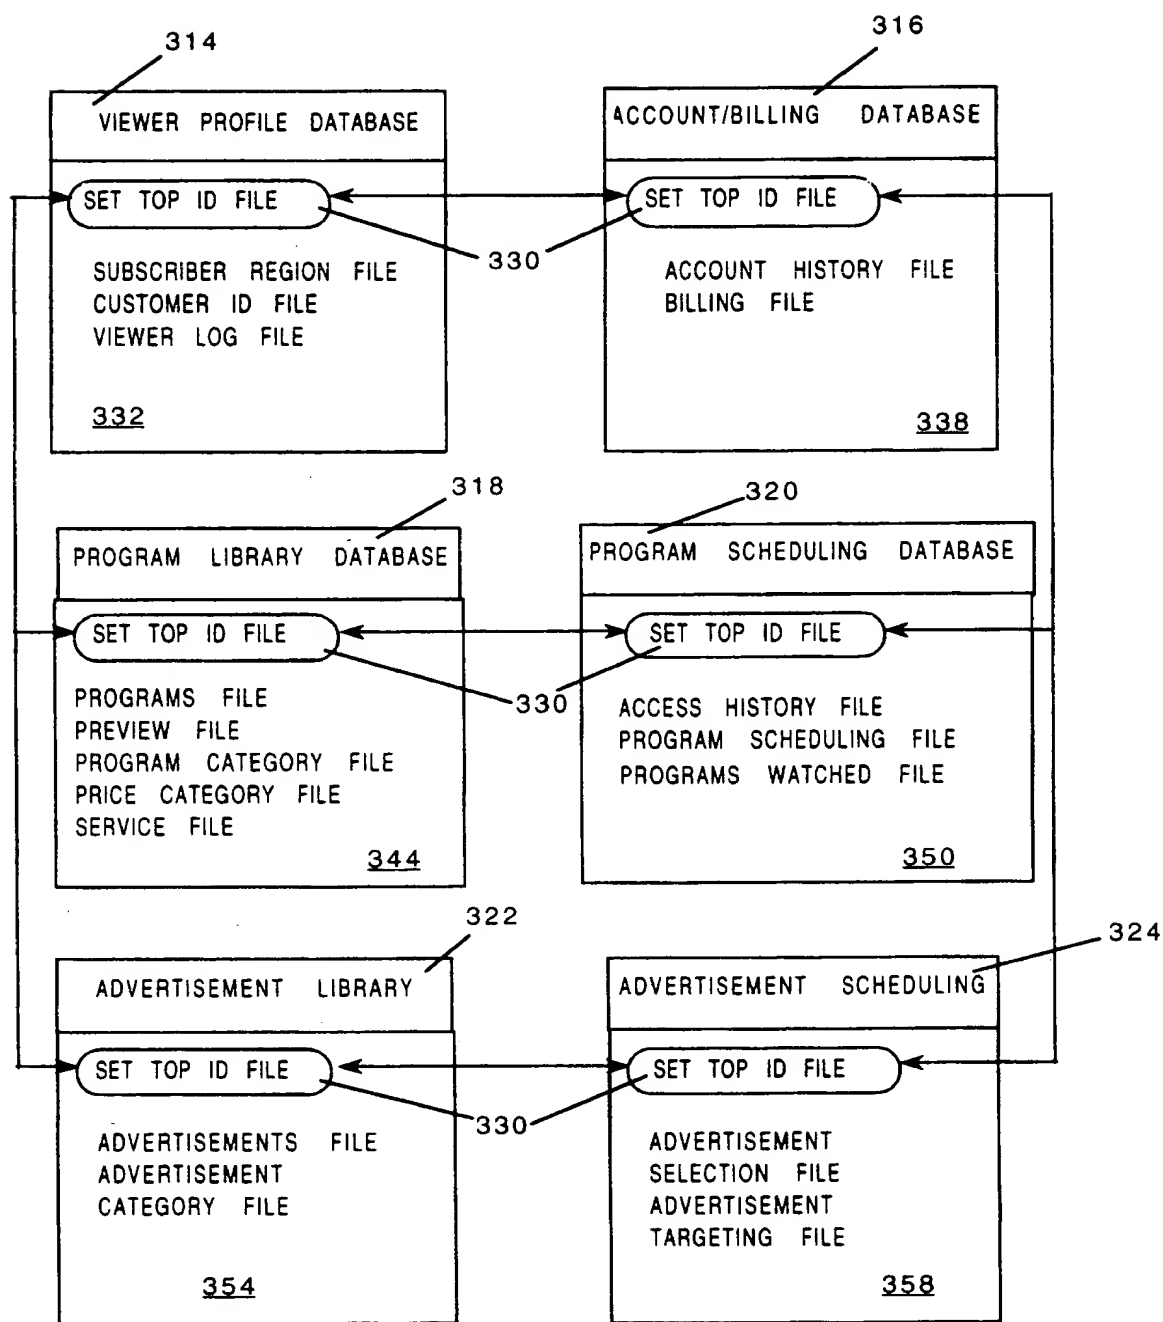 314
316
VIEWER PROFILE DATABASE
SET TOP ID FILE
SUBSCRIBER REGION FILE
CUSTOMER ID FILE
VIEWER LOG FILE
332
ACCOUNT/BILLING DATABASE
SET TOP ID FILE
ACCOUNT HISTORY FILE
BILLING FILE
338
330
318
320
PROGRAM LIBRARY DATABASE
SET TOP ID FILE
PROGRAMS FILE
PREVIEW FILE
PROGRAM CATEGORY FILE
PRICE CATEGORY FILE
SERVICE FILE
344
PROGRAM SCHEDULING DATABASE
SET TOP ID FILE
ACCESS HISTORY FILE
PROGRAM SCHEDULING FILE
PROGRAMS WATCHED FILE
350
330
322
324
ADVERTISEMENT LIBRARY
SET TOP ID FILE
ADVERTISEMENTS FILE
ADVERTISEMENT
CATEGORY FILE
354
ADVERTISEMENT SCHEDULING
SET TOP ID FILE
ADVERTISEMENT
SELECTION FILE
ADVERTISEMENT
TARGETING FILE
358
330